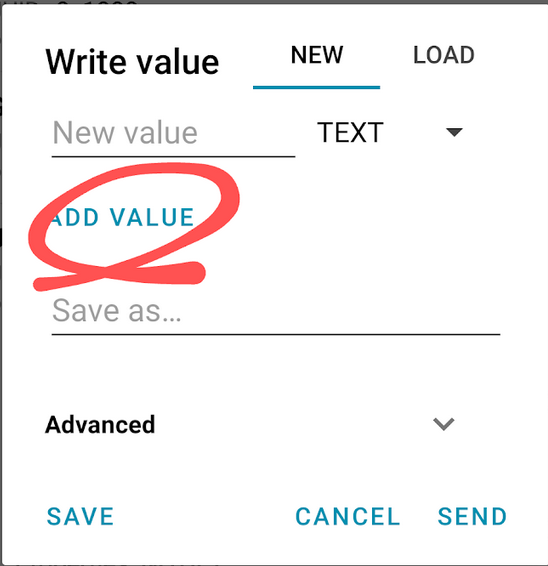 Write value NEW LOAD
New value TEXT
ADD VALUE
Save as...
Advanced
SAVE CANCEL SEND